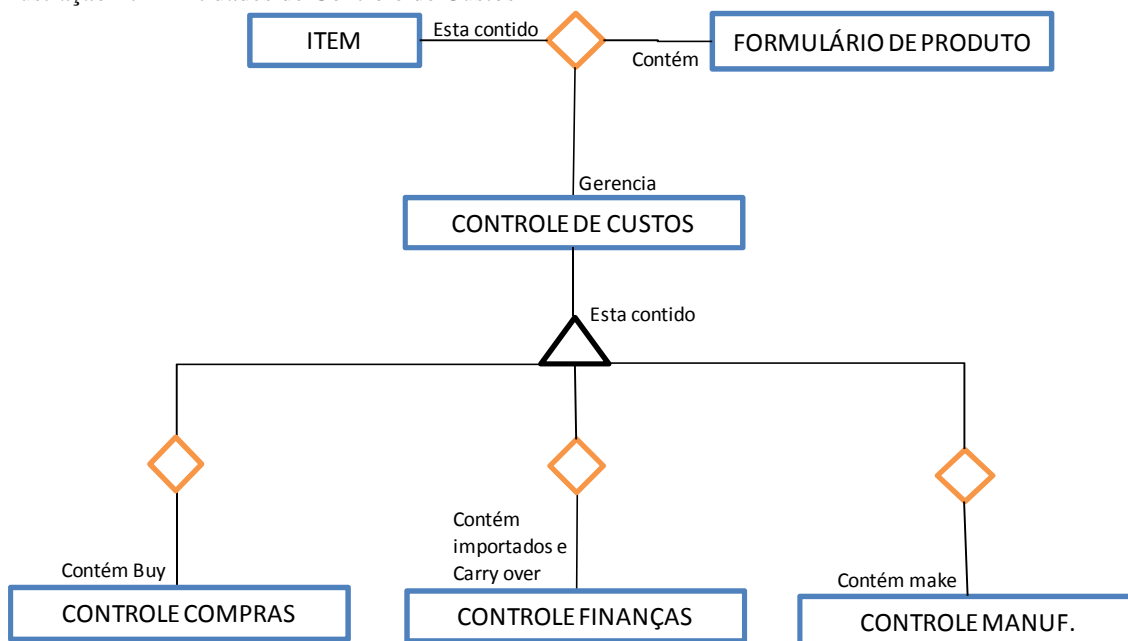 ITEM
Esta contido
Contém
FORMULÁRIO DE PRODUTO
Gerencia
CONTROLE DE CUSTOS
Esta contido
Contém Buy
Contém
importados e
Carry over
Contém make
CONTROLE COMPRAS
CONTROLE FINANÇAS
CONTROLE MANUF.